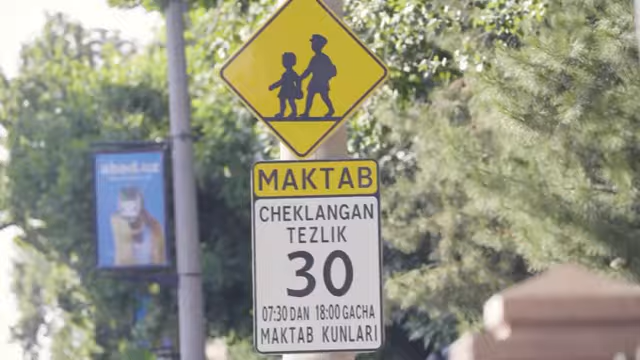 MAKTAB
CHEKLANGAN
TEZLIK
30
07:30 DAN 18:00 GACHA
MAKTAB KUNLARI